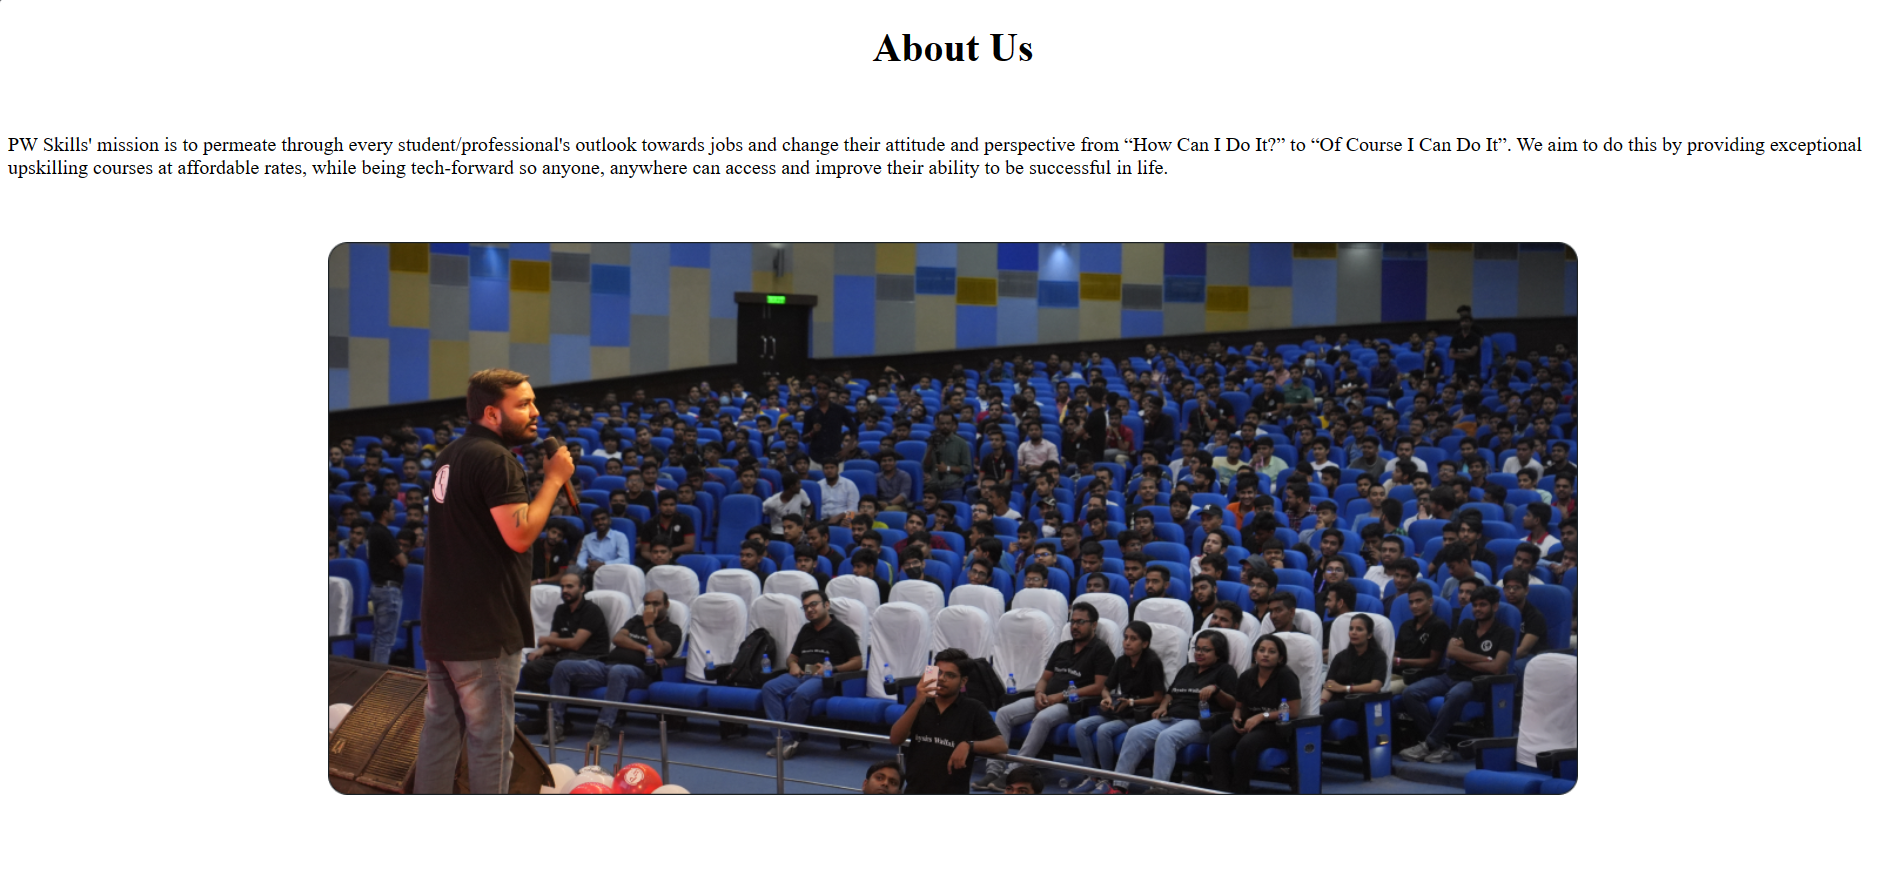 About Us
PW Skills' mission is to permeate through every student/professional's outlook towards jobs and change their attitude and perspective from “How Can I Do It?” to “Of Course I Can Do It”. We aim to do this by providing exceptional
upskilling courses at affordable rates, while being tech-forward so anyone, anywhere can access and improve their ability to be successful in life.